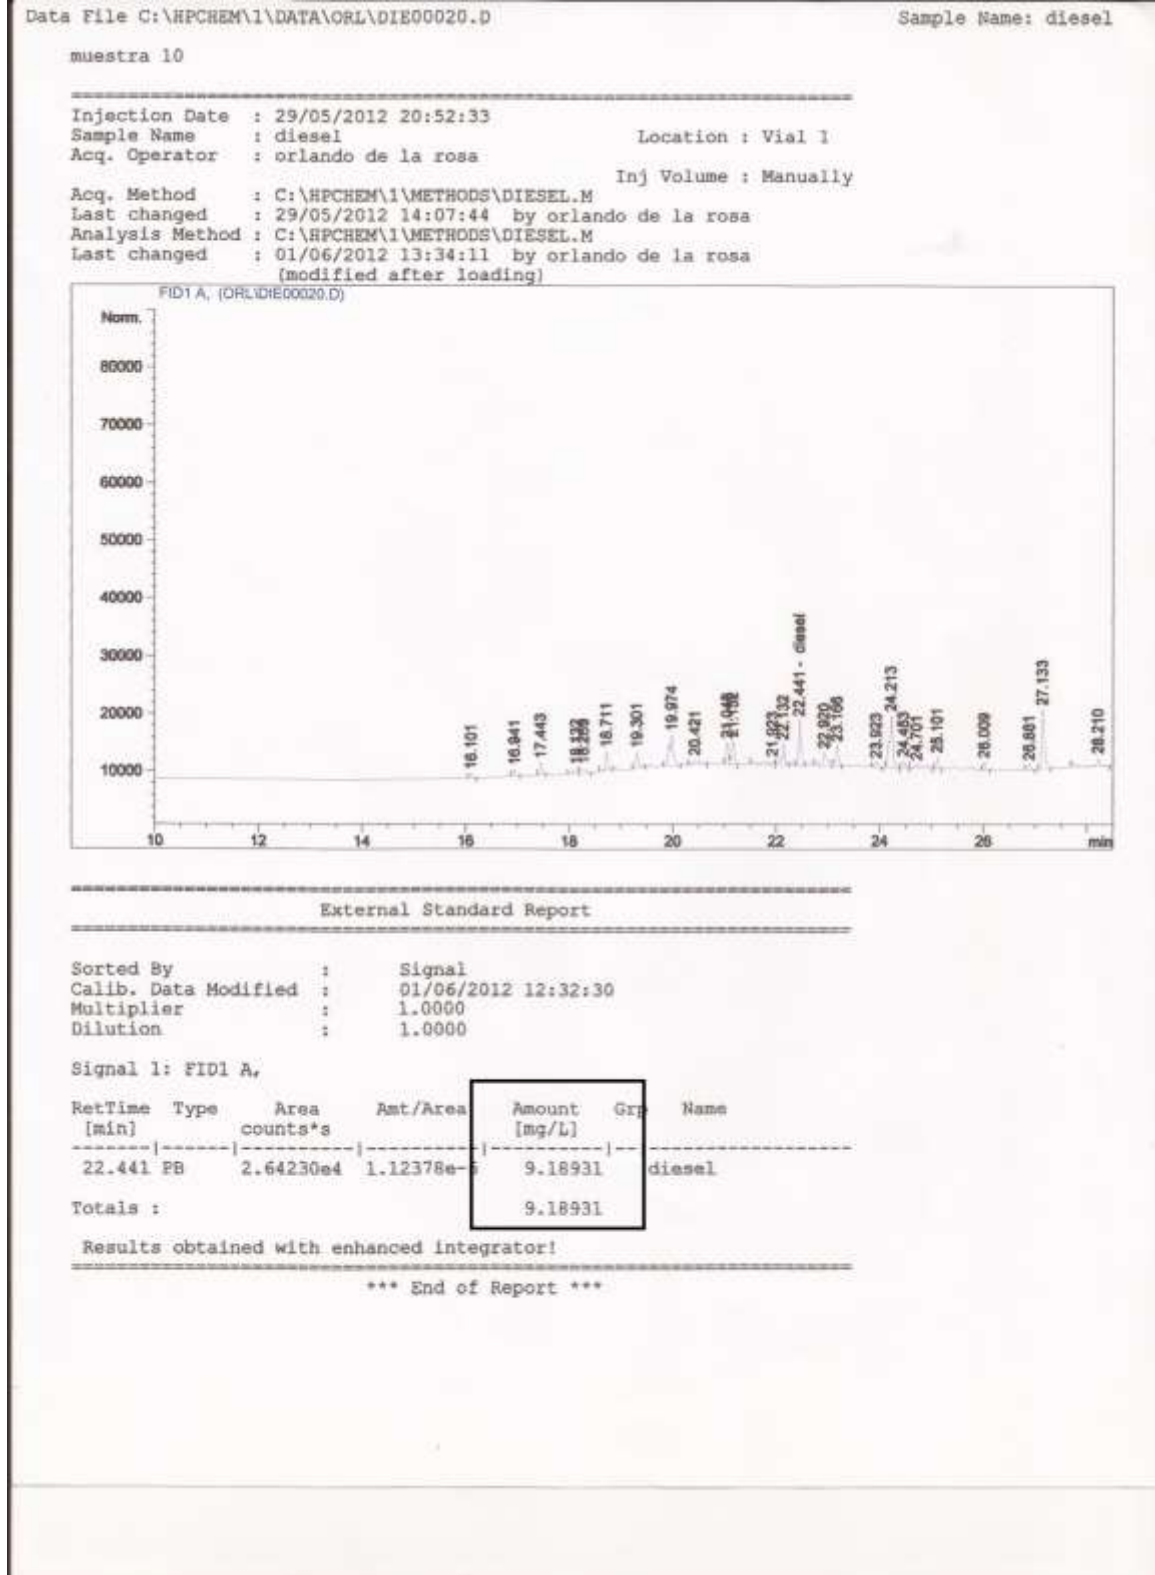 Data File C:\HPCHEM\1\DATA\ORL\DIE00020.D Sample Name: diesel
muestra 10
Injection Date : 29/05/2012 20:52:33
Sample Name : diesel Location : Vial 1
Acq. Operator : orlando de la rosa
Inj Volume : Manually
Acq. Method : C:\HPCHEM\1\METHODS\DIESEL.M
Last changed : 29/05/2012 14:07:44 by orlando de la rosa
Analysis Method : C:\HPCHEM\1\METHODS\DIESEL.M
Last changed : 01/06/2012 13:34:11 by orlando de la rosa
(modified after loading)
FID1 A, (ORL\DIE00020.D)
Norm.
80000
70000
60000
50000
40000
30000
20000
10000
16.101
16.941
17.443
18.132
18.711
19.301
19.974
20.421
21.048
21.152
21.923
22.132
22.441 - diesel
22.920
23.166
23.923
24.213
24.453
24.701
25.101
26.009
26.881
27.133
28.210
10 12 14 16 18 20 22 24 26 min
External Standard Report
Sorted By : Signal
Calib. Data Modified : 01/06/2012 12:32:30
Multiplier : 1.0000
Dilution : 1.0000
Signal 1: FID1 A,
RetTime Type Area Amt/Area Amount Grp Name
[min] counts*s [mg/L]
-------|------|----------|----------|----------|--|------------------
22.441 PB 2.64230e4 1.12378e- 9.18931 diesel
Totals : 9.18931
Results obtained with enhanced integrator!
*** End of Report ***